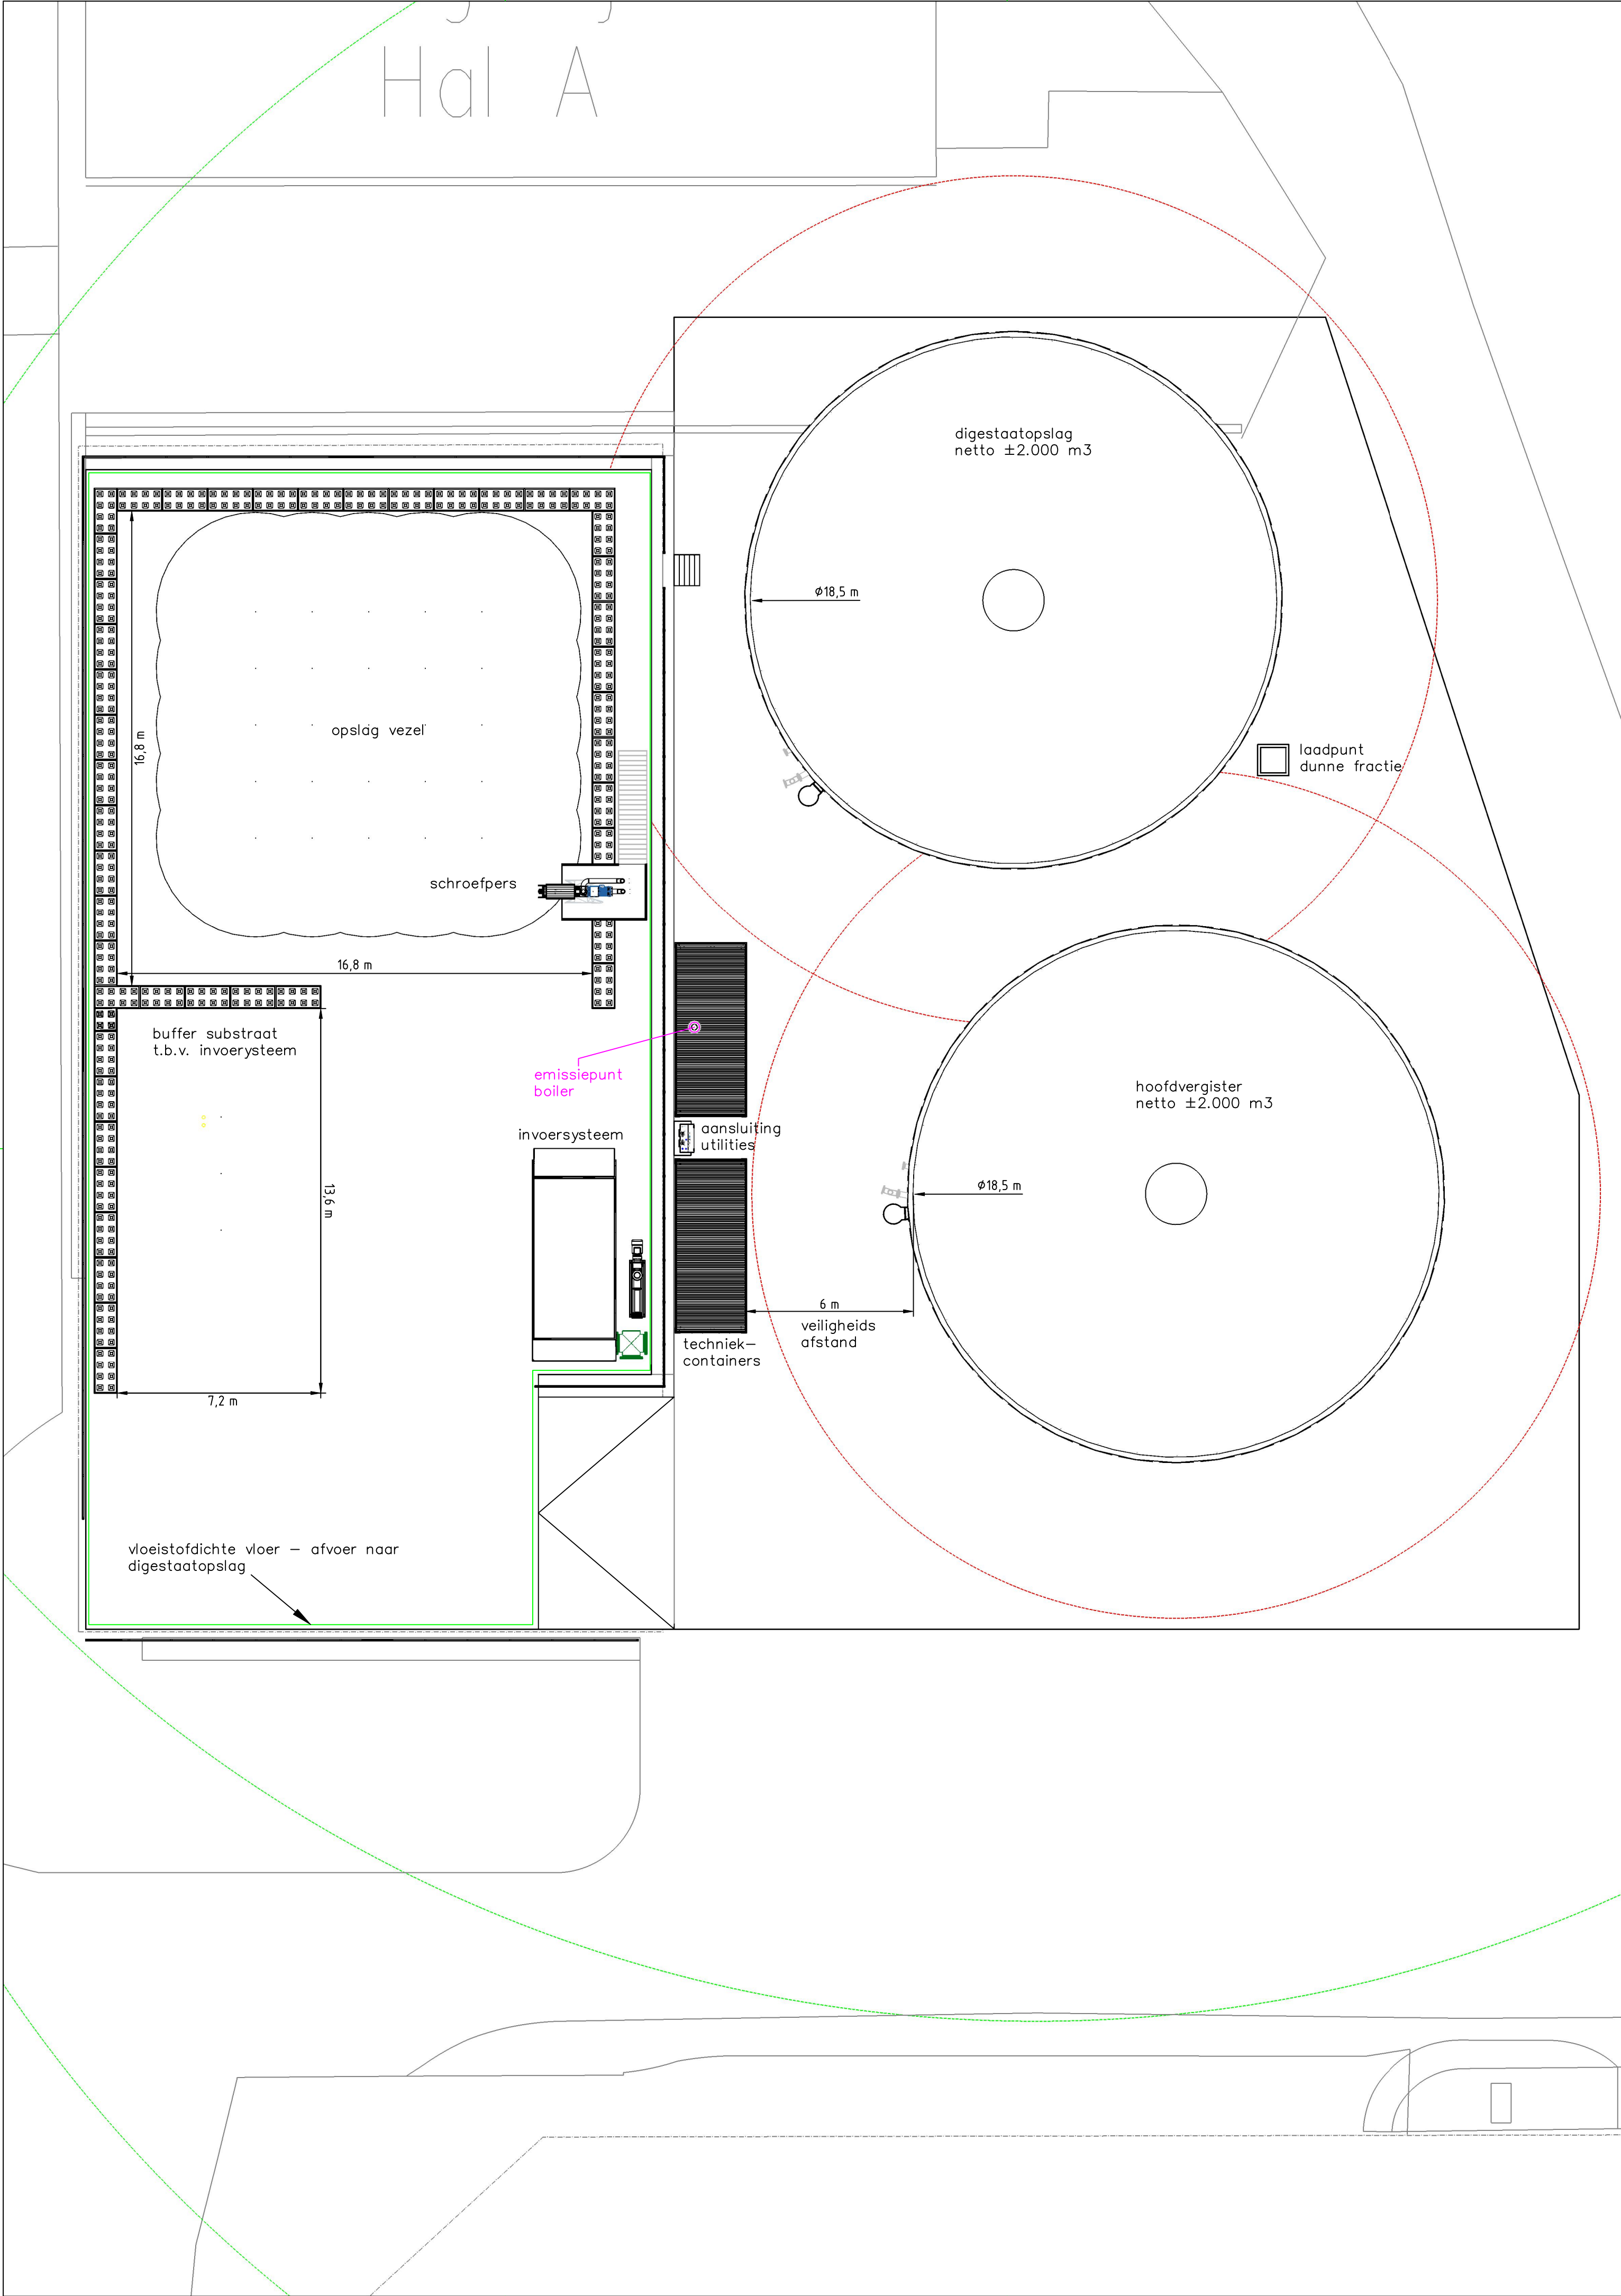 Hal A
digestaatopslag
netto ±2.000 m3
ø18,5 m
opslag vezel
16,8 m
laadpunt
dunne fractie
schroefpers
16,8 m
buffer substraat
t.b.v. invoerysteem
emissiepunt
boiler
hoofdvergister
netto ±2.000 m3
invoersysteem
aansluiting
utilities
13,6 m
ø18,5 m
6 m
veiligheids
afstand
techniek–
containers
7,2 m
vloeistofdichte vloer – afvoer naar
digestaatopslag